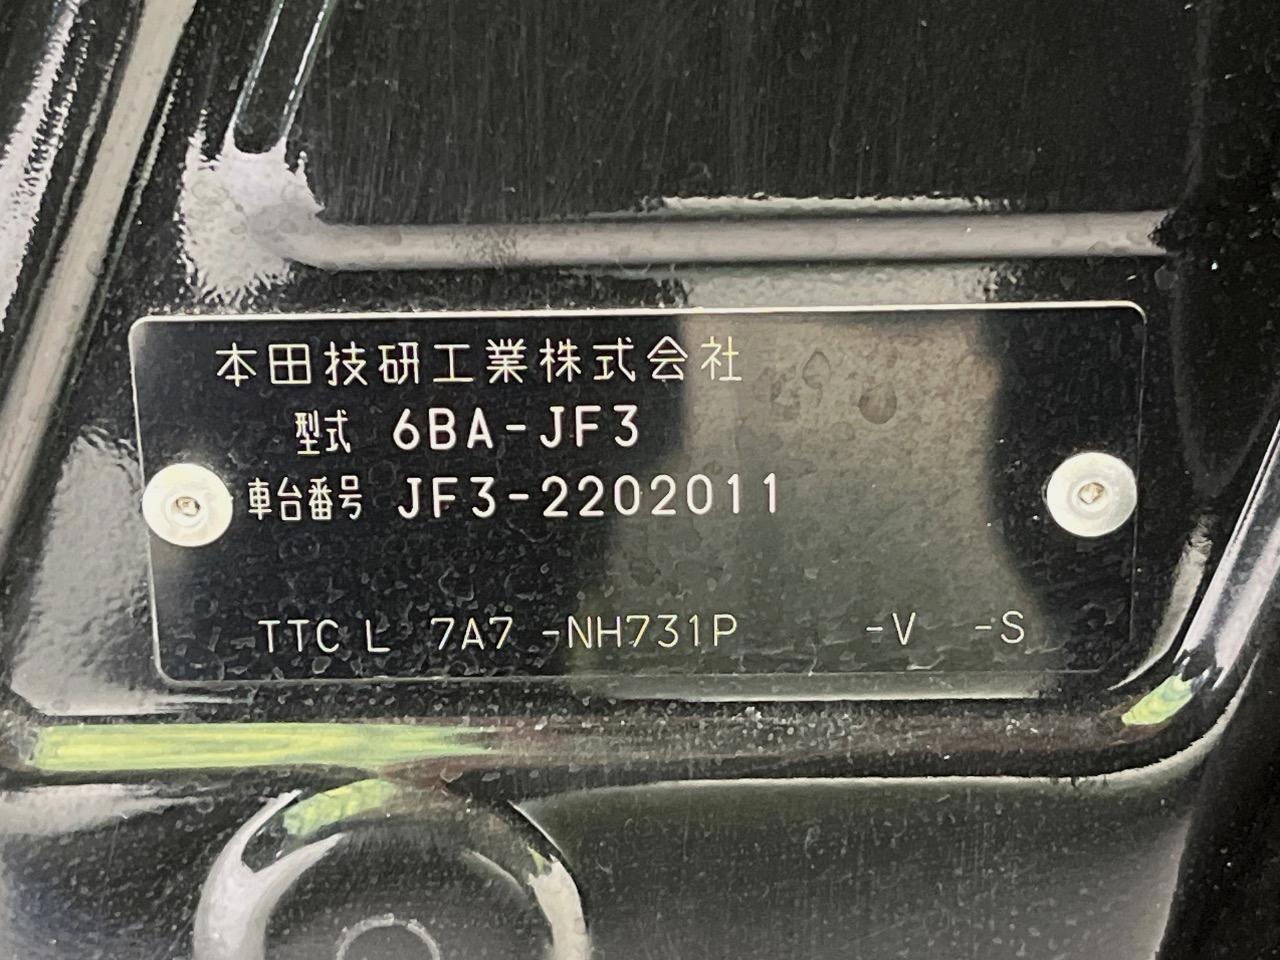 本田技研工業株式会社
型式 6BA-JF3
車台番号 JF3-2202011
TTC L 7A7 -NH731P -V -S